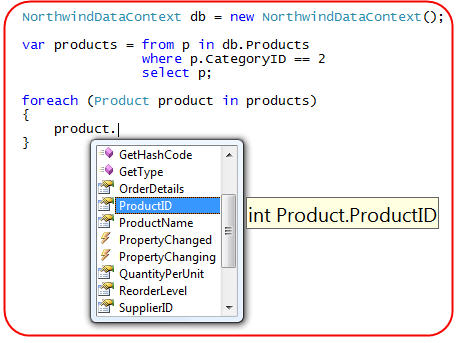 NorthwindDataContext db = new NorthwindDataContext();
var products = from p in db.Products
where p.CategoryID == 2
select p;
foreach (Product product in products)
{
product.
}
GetHashCode
GetType
OrderDetails
ProductID
ProductName
PropertyChanged
PropertyChanging
QuantityPerUnit
ReorderLevel
SupplierID
int Product.ProductID